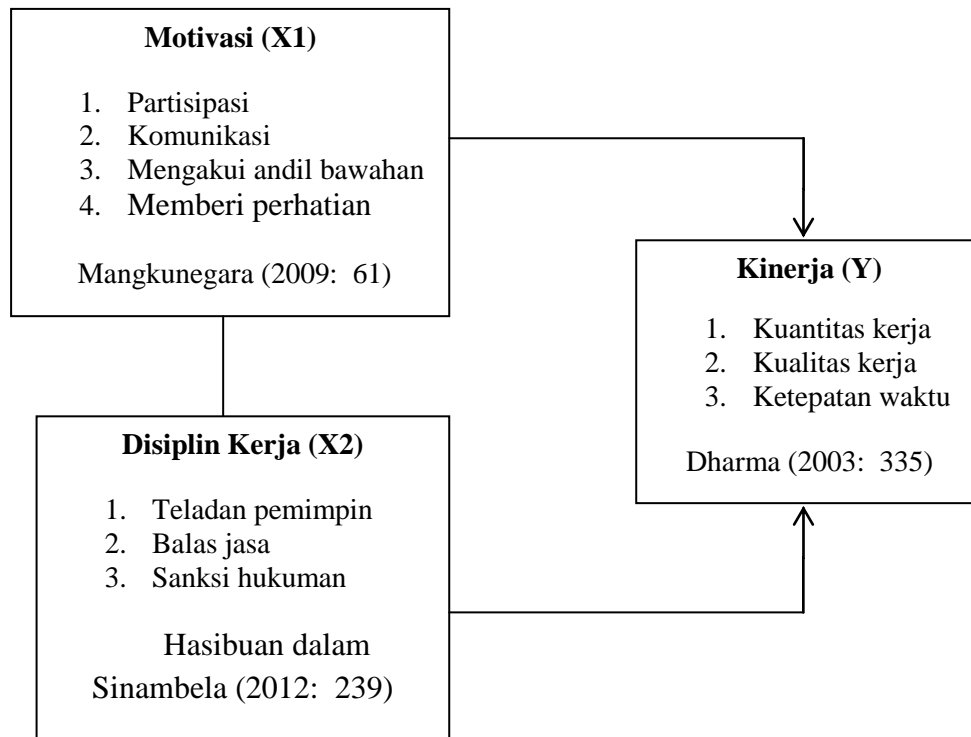 Motivasi (X1)
1. Partisipasi
2. Komunikasi
3. Mengakui andil bawahan
4. Memberi perhatian
Mangkunegara (2009: 61)
Disiplin Kerja (X2)
1. Teladan pemimpin
2. Balas jasa
3. Sanksi hukuman
Hasibuan dalam
Sinambela (2012: 239)
Kinerja (Y)
1. Kuantitas kerja
2. Kualitas kerja
3. Ketepatan waktu
Dharma (2003: 335)